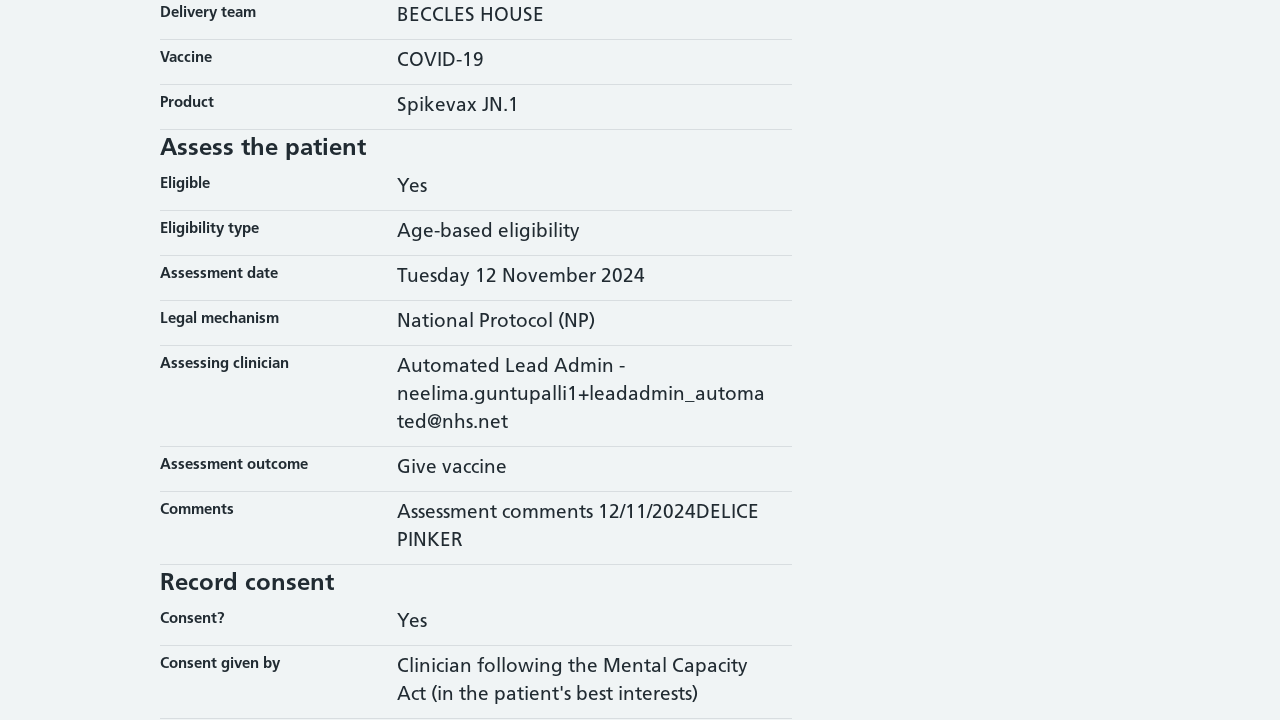 Delivery team BECCLES HOUSE
Vaccine COVID-19
Product Spikevax JN.1
Assess the patient
Eligible Yes
Eligibility type Age-based eligibility
Assessment date Tuesday 12 November 2024
Legal mechanism National Protocol (NP)
Assessing clinician Automated Lead Admin -
neelima.guntupalli1+leadadmin_automa
ted@nhs.net
Assessment outcome Give vaccine
Comments Assessment comments 12/11/2024DELICE
PINKER
Record consent
Consent? Yes
Consent given by Clinician following the Mental Capacity
Act (in the patient's best interests)